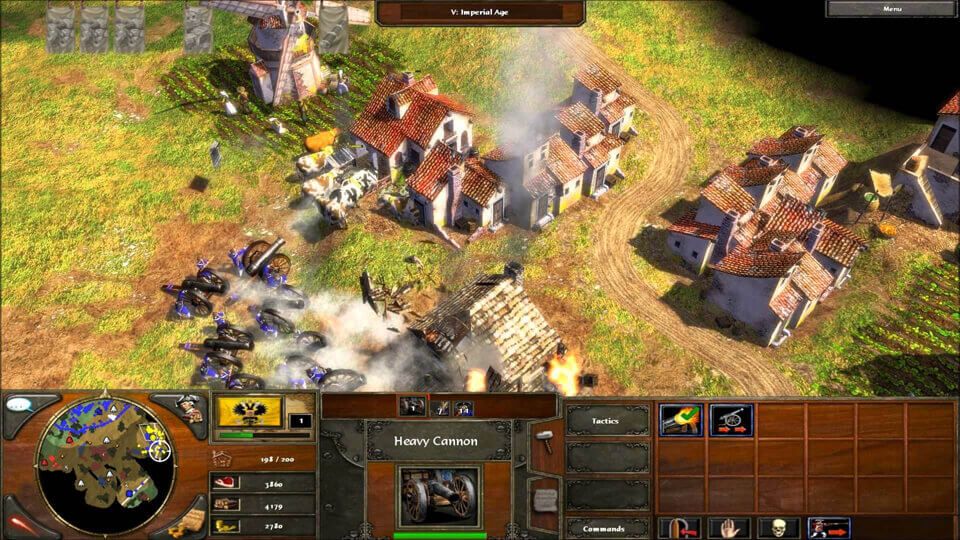 V: Imperial Age
Menu
1
Heavy Cannon
Tactics
198 / 200
3860
4179
2780
Commands